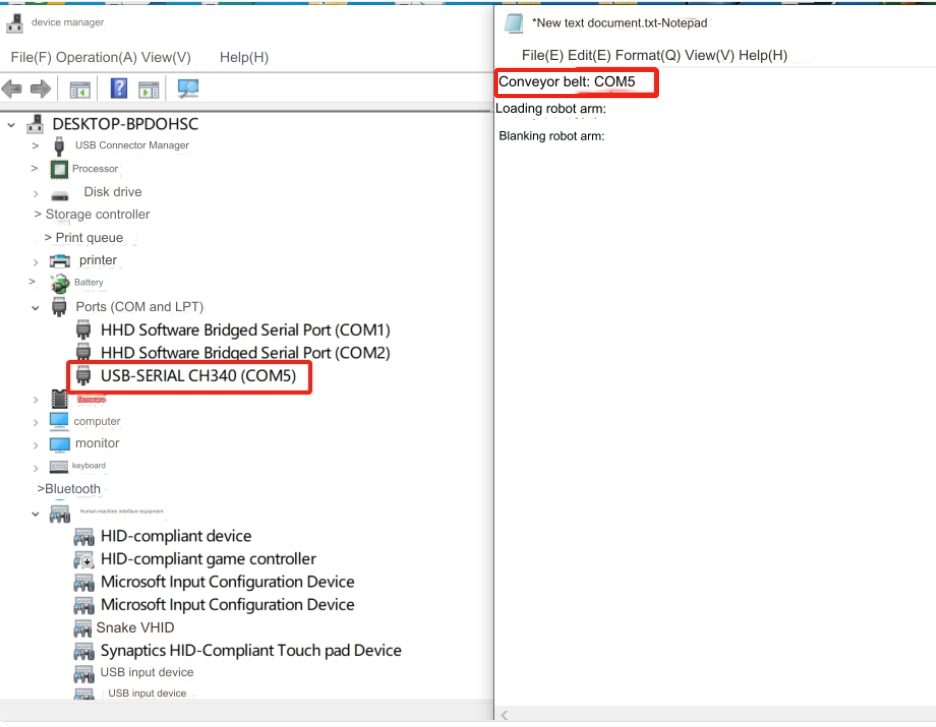 device manager
File(F) Operation(A) View(V) Help(H)
DESKTOP-BPDOHSC
USB Connector Manager
Processor
Disk drive
> Storage controller
> Print queue
printer
Battery
Ports (COM and LPT)
HHD Software Bridged Serial Port (COM1)
HHD Software Bridged Serial Port (COM2)
USB-SERIAL CH340 (COM5)
firmware
computer
monitor
keyboard
>Bluetooth
Human-machine interface equipment
HID-compliant device
HID-compliant game controller
Microsoft Input Configuration Device
Microsoft Input Configuration Device
Snake VHID
Synaptics HID-Compliant Touch pad Device
USB input device
USB input device
*New text document.txt-Notepad
File(E) Edit(E) Format(Q) View(V) Help(H)
Conveyor belt: COM5
Loading robot arm:
Blanking robot arm: